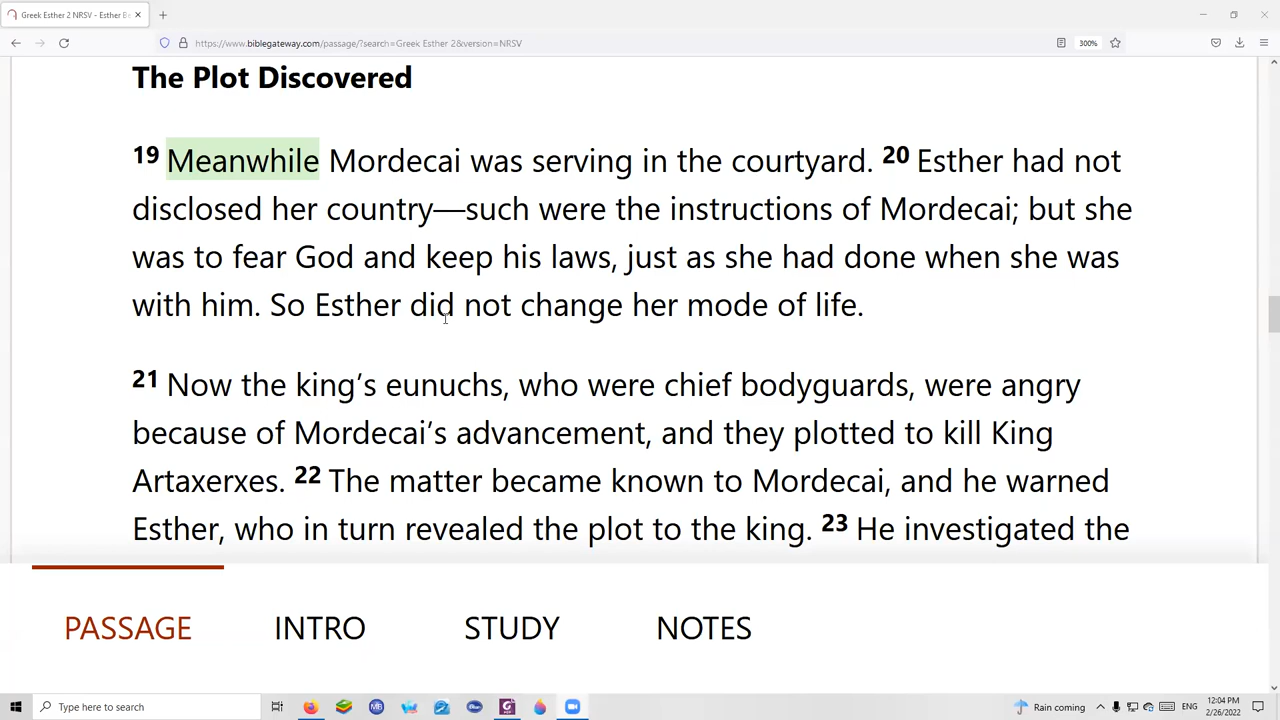 Greek Esther 2 NRSV - Esther Be
https://www.biblegateway.com/passage/?search=Greek Esther 2&version=NRSV
300%
The Plot Discovered
19 Meanwhile Mordecai was serving in the courtyard. 20 Esther had not
disclosed her country—such were the instructions of Mordecai; but she
was to fear God and keep his laws, just as she had done when she was
with him. So Esther did not change her mode of life.
21 Now the king’s eunuchs, who were chief bodyguards, were angry
because of Mordecai’s advancement, and they plotted to kill King
Artaxerxes. 22 The matter became known to Mordecai, and he warned
Esther, who in turn revealed the plot to the king. 23 He investigated the
PASSAGE INTRO STUDY NOTES
Type here to search
MB
Rain coming
ENG
12:04 PM
2/26/2022